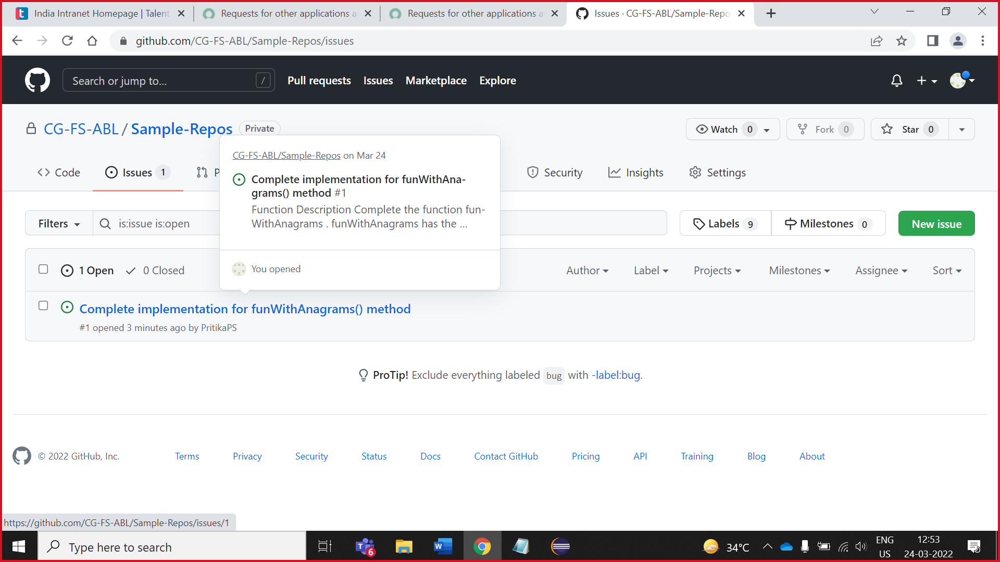 India Intranet Homepage | Talent
Requests for other applications a
Requests for other applications a
Issues · CG-FS-ABL/Sample-Repo
github.com/CG-FS-ABL/Sample-Repos/issues
Search or jump to... /
Pull requests Issues Marketplace Explore
CG-FS-ABL / Sample-Repos Private
Watch 0 Fork 0 Star 0
CG-FS-ABL/Sample-Repos on Mar 24
Code Issues 1 P Security Insights Settings
Complete implementation for funWithAna-
grams() method #1
Function Description Complete the function fun-
WithAnagrams . funWithAnagrams has the ...
You opened
Filters is:issue is:open Labels 9 Milestones 0 New issue
1 Open 0 Closed Author Label Projects Milestones Assignee Sort
Complete implementation for funWithAnagrams() method
#1 opened 3 minutes ago by PritikaPS
ProTip! Exclude everything labeled bug with -label:bug.
© 2022 GitHub, Inc. Terms Privacy Security Status Docs Contact GitHub Pricing API Training Blog About
https://github.com/CG-FS-ABL/Sample-Repos/issues/1
Type here to search
6
34°C
ENG
US
12:53
24-03-2022